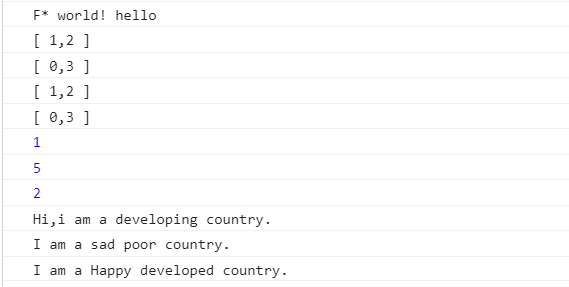 F* world! hello
[ 1,2 ]
[ 0,3 ]
[ 1,2 ]
[ 0,3 ]
1
5
2
Hi,i am a developing country.
I am a sad poor country.
I am a Happy developed country.